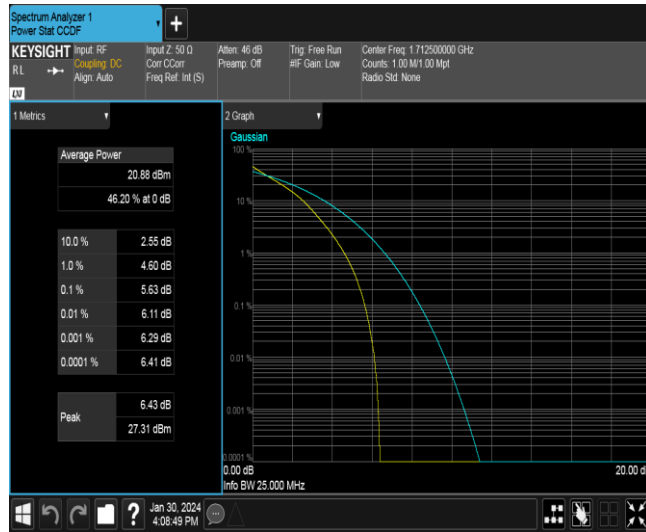 Spectrum Analyzer 1
Power Stat CCDF
+
KEYSIGHT
RL
LXI
Input: RF
Coupling: DC
Align: Auto
Input Z: 50 Ω
Corr CCorr
Freq Ref: Int (S)
Atten: 46 dB
Preamp: Off
Trig: Free Run
#IF Gain: Low
Center Freq: 1.712500000 GHz
Counts: 1.00 M/1.00 Mpt
Radio Std: None
1 Metrics
Average Power
20.88 dBm
46.20 % at 0 dB
10.0 % 2.55 dB
1.0 % 4.60 dB
0.1 % 5.63 dB
0.01 % 6.11 dB
0.001 % 6.29 dB
0.0001 % 6.41 dB
Peak
6.43 dB
27.31 dBm
2 Graph
Gaussian
100 %
10 %
1 %
0.1 %
0.01 %
0.001 %
0.0001 %
0.00 dB
20.00 d
Info BW 25.000 MHz
?
Jan 30, 2024
4:08:49 PM